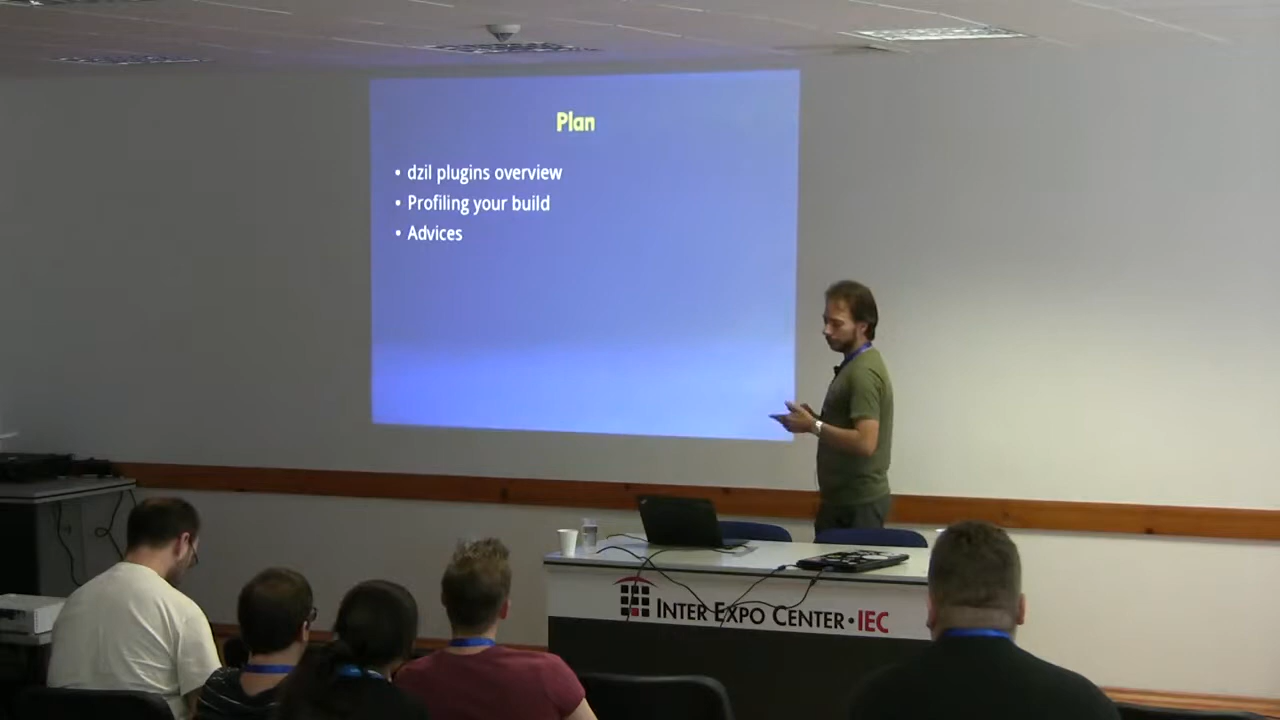 Plan
• dzil plugins overview
• Profiling your build
• Advices
INTER EXPO CENTER•IEC